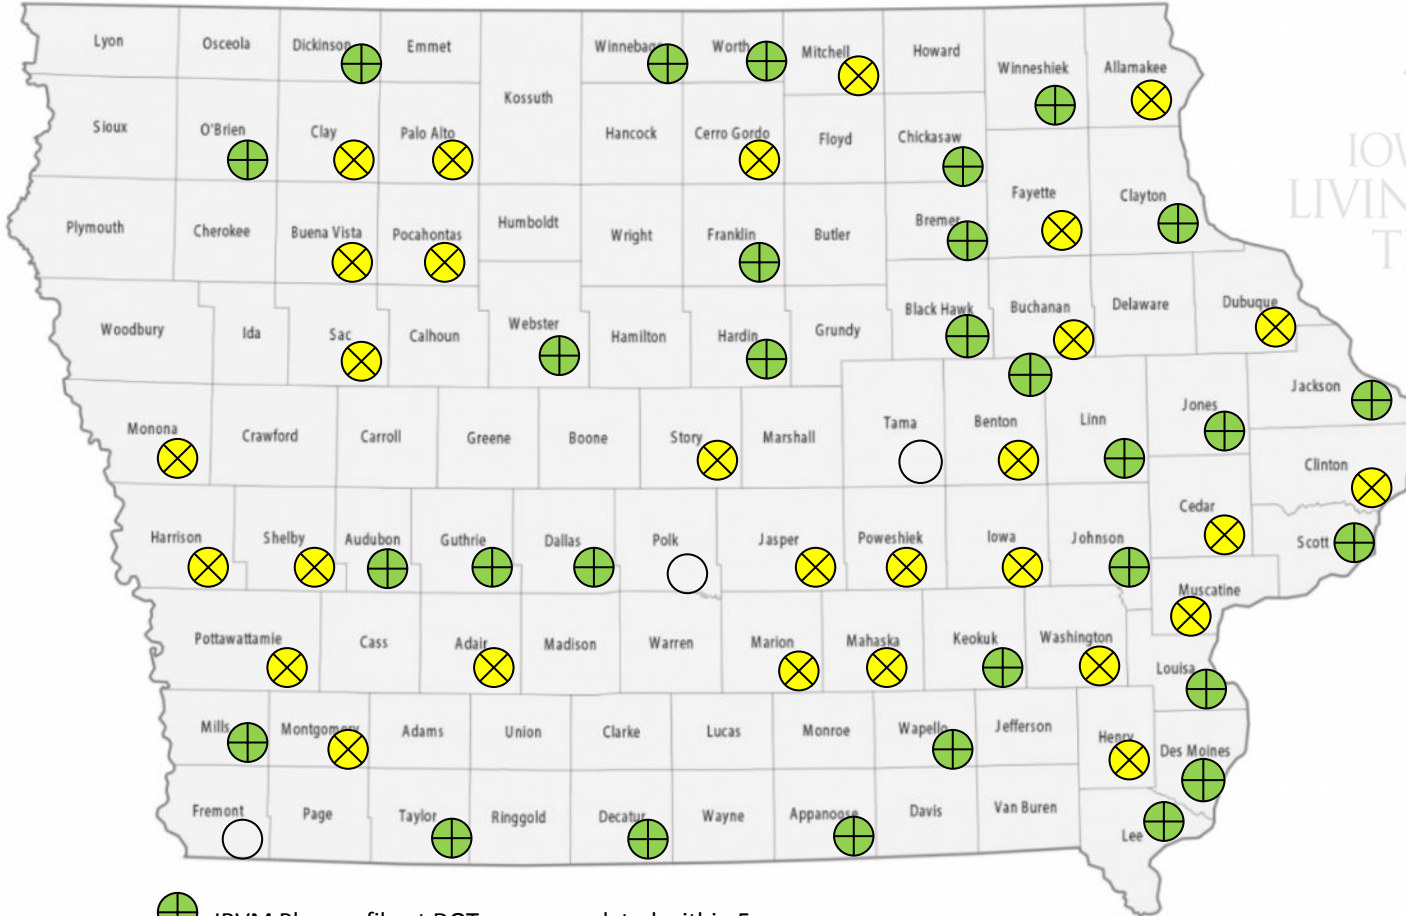 Lyon Osceola Dickinson Emmet Winnebago Worth Mitchell Howard
Winneshiek Allamakee
Kossuth
Sioux O'Brien Clay Palo Alto Hancock Cerro Gordo Floyd Chickasaw
Fayette Clayton
Plymouth Cherokee Buena Vista Pocahontas Humboldt Wright Franklin Butler Bremer
Woodbury Ida Sac Calhoun Webster Hamilton Hardin Grundy Black Hawk Buchanan Delaware Dubuque
Jackson
Monona Crawford Carroll Greene Boone Story Marshall Tama Benton Linn Jones
Clinton
Cedar
Harrison Shelby Audubon Guthrie Dallas Polk Jasper Poweshiek Iowa Johnson Scott
Muscatine
Pottawattamie Cass Adair Madison Warren Marion Mahaska Keokuk Washington
Louisa
Mills Montgomery Adams Union Clarke Lucas Monroe Wapello Jefferson Henry Des Moines
Fremont Page Taylor Ringgold Decatur Wayne Appanoose Davis Van Buren
Lee
IOW
LIVIN
T